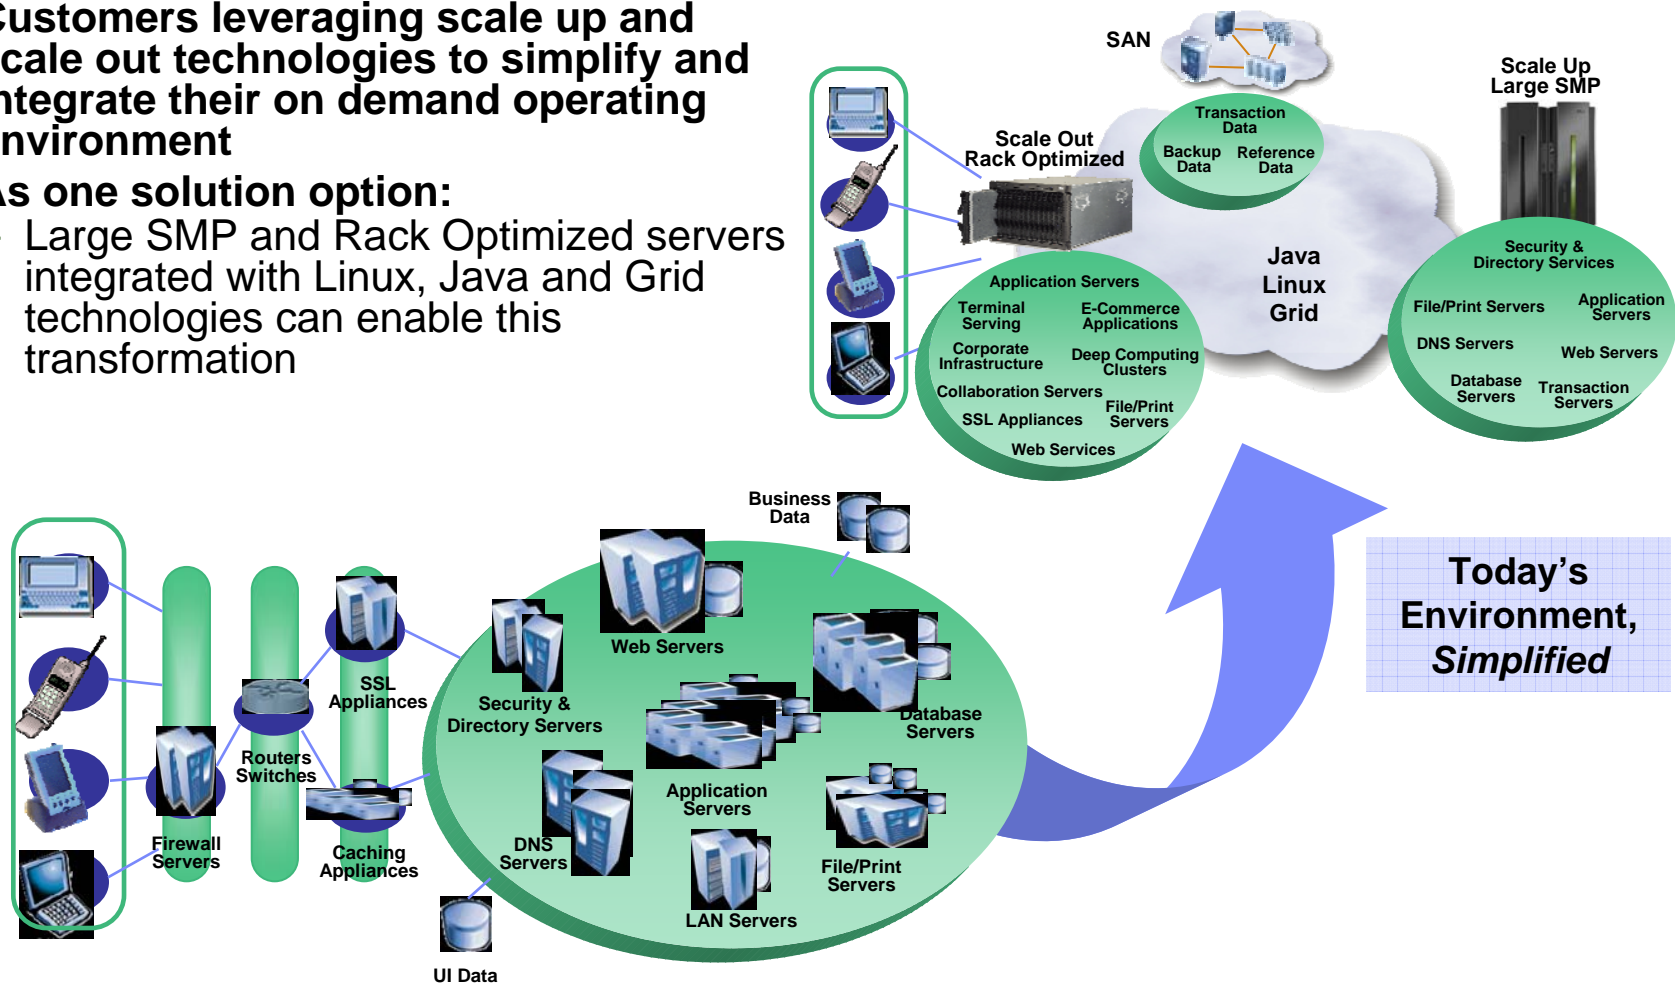 Customers leveraging scale up and
scale out technologies to simplify and
integrate their on demand operating
environment
As one solution option:
- Large SMP and Rack Optimized servers
integrated with Linux, Java and Grid
technologies can enable this
transformation
SAN
Scale Up
Large SMP
Scale Out
Rack Optimized
Transaction
Data
Backup
Data
Reference
Data
Java
Linux
Grid
Application Servers
Terminal
Serving
E-Commerce
Applications
Corporate
Infrastructure
Deep Computing
Clusters
Collaboration Servers
SSL Appliances
File/Print
Servers
Web Services
Security &
Directory Services
File/Print Servers
Application
Servers
DNS Servers
Web Servers
Database
Servers
Transaction
Servers
Business
Data
Today's
Environment,
Simplified
Web Servers
SSL
Appliances
Security &
Directory Servers
Database
Servers
Routers
Switches
Application
Servers
Firewall
Servers
Caching
Appliances
DNS
Servers
File/Print
Servers
LAN Servers
UI Data